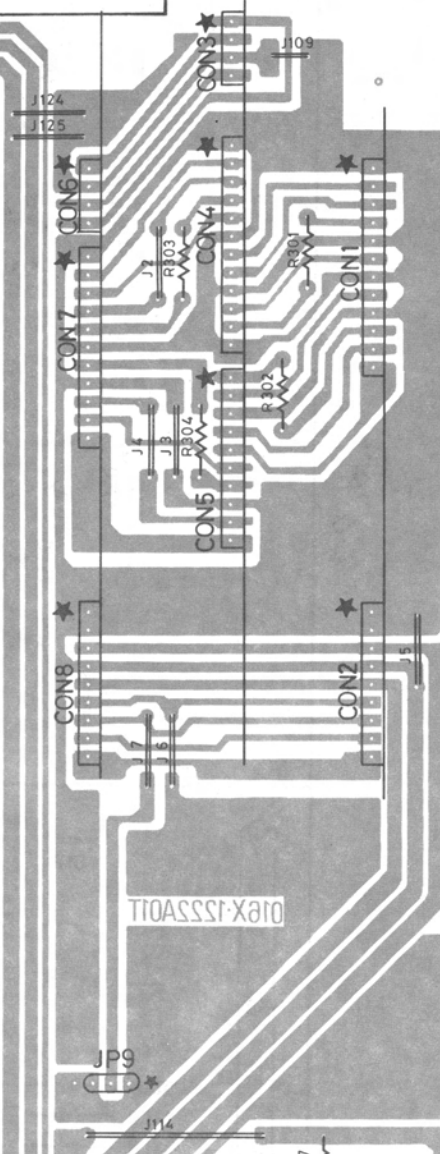 CON3
J109
J124
J125
CON6
CON4
CON1
J2
R303
R301
CON7
R302
J4
J3
R304
CON5
CON8
CON2
J5
J7
J6
016X-1222A01T
JP9
J114